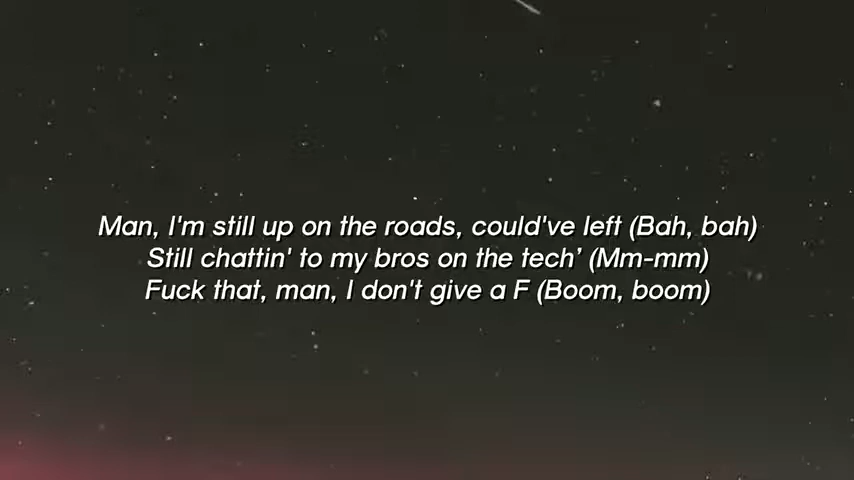 Man, I'm still up on the roads, could've left (Bah, bah)
Still chattin' to my bros on the tech’ (Mm-mm)
Fuck that, man, I don't give a F (Boom, boom)